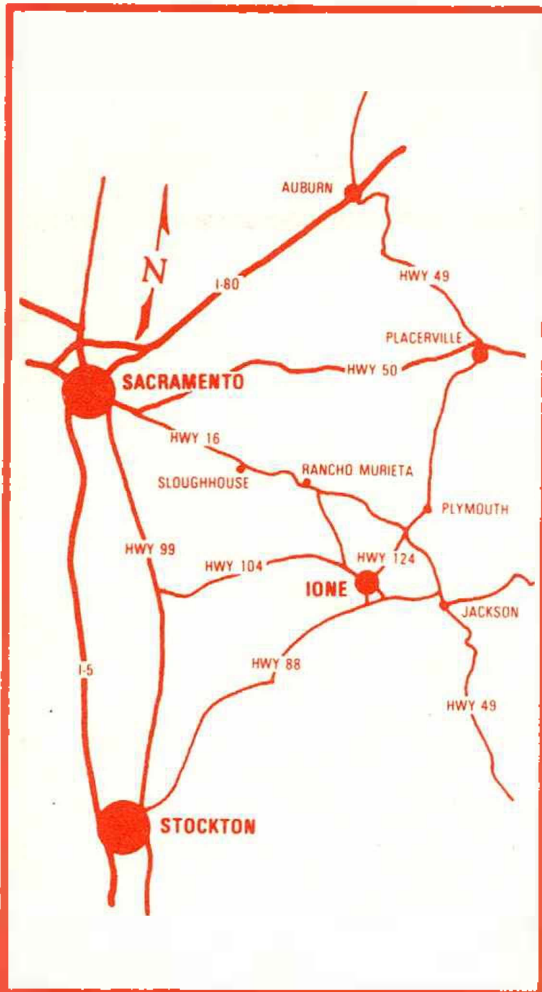 AUBURN
N
I-80
HWY 49
PLACERVILLE
SACRAMENTO
HWY 50
HWY 16
SLOUGHHOUSE
RANCHO MURIETA
PLYMOUTH
HWY 99
HWY 104
HWY 124
IONE
JACKSON
HWY 88
I-5
HWY 49
STOCKTON